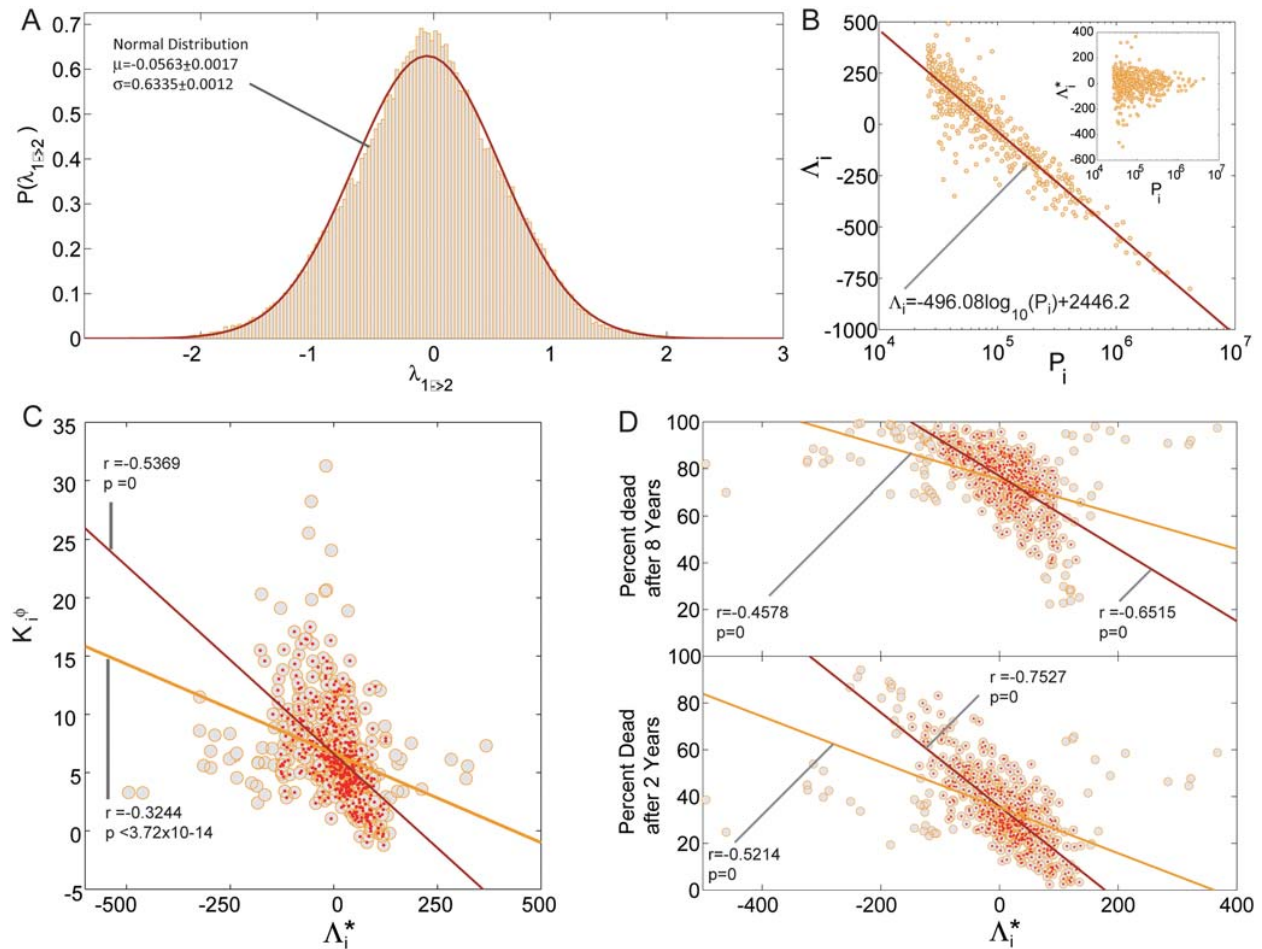 A
0.7
0.6
0.5
0.4
0.3
0.2
0.1
0
P(λ1□>2)
Normal Distribution
μ=-0.0563±0.0017
σ=0.6335±0.0012
-2 -1 0 1 2 3
λ1□>2
B
500
250
0
-250
-500
-750
-1000
Λi
Λi=-496.08log10(Pi)+2446.2
10^4 10^5 10^6 10^7
Pi
400
200
0
-200
-400
-600
Λi*
10^4 10^5 10^6 10^7
Pi
C
35
30
25
20
15
10
5
0
-5
Kiϕ
r =-0.5369
p =0
r=-0.3244
p <3.72x10-14
-500 -250 0 250 500
Λi*
D
100
80
60
40
20
Percent dead
after 8 Years
r=-0.4578
p=0
r=-0.6515
p=0
100
80
60
40
20
0
Percent Dead
after 2 Years
r =-0.7527
p=0
r=-0.5214
p=0
-400 -200 0 200 400
Λi*